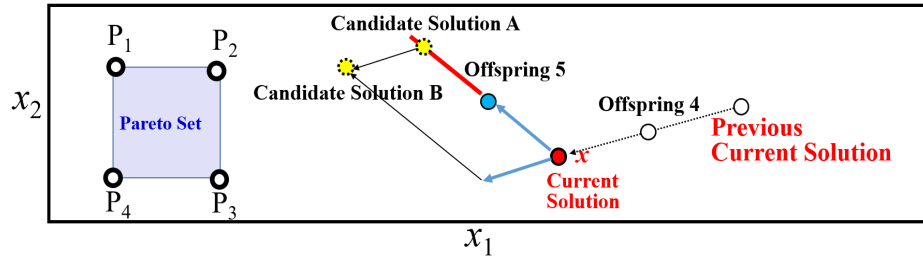 P1
P2
Candidate Solution A
Offspring 5
x2
Candidate Solution B
Offspring 4
Pareto Set
Previous
Current Solution
x
Current
Solution
P4
P3
x1